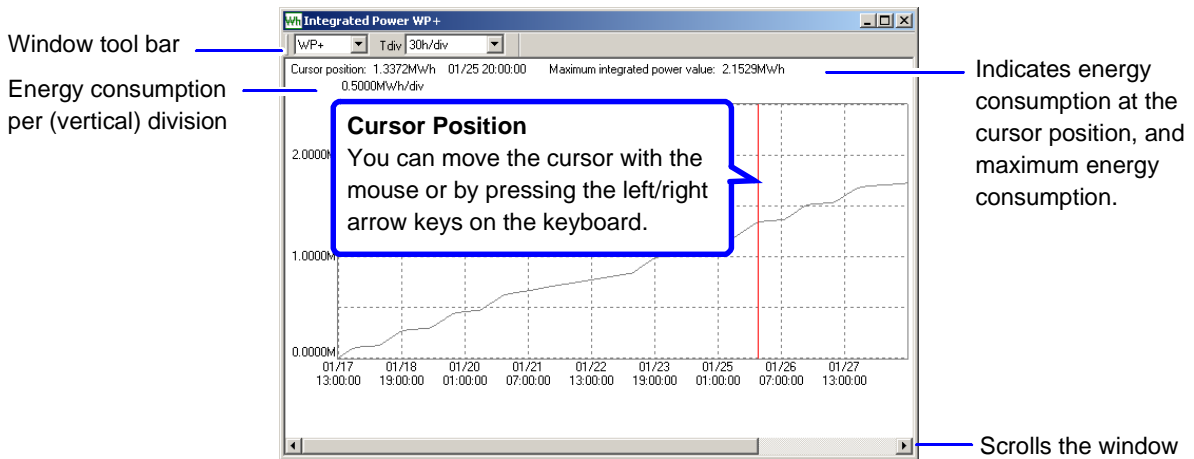 Wh Integrated Power WP+
Window tool bar
WP+ Tdiv 30h/div
Cursor position: 1.3372MWh 01/25 20:00:00 Maximum integrated power value: 2.1529MWh
0.5000MWh/div
Energy consumption
per (vertical) division
Indicates energy
consumption at the
cursor position, and
maximum energy
consumption.
Cursor Position
You can move the cursor with the
mouse or by pressing the left/right
arrow keys on the keyboard.
2.0000M
1.0000M
0.0000M
01/17 01/18 01/20 01/21 01/22 01/23 01/25 01/26 01/27
13:00:00 19:00:00 01:00:00 07:00:00 13:00:00 19:00:00 01:00:00 07:00:00 13:00:00
Scrolls the window